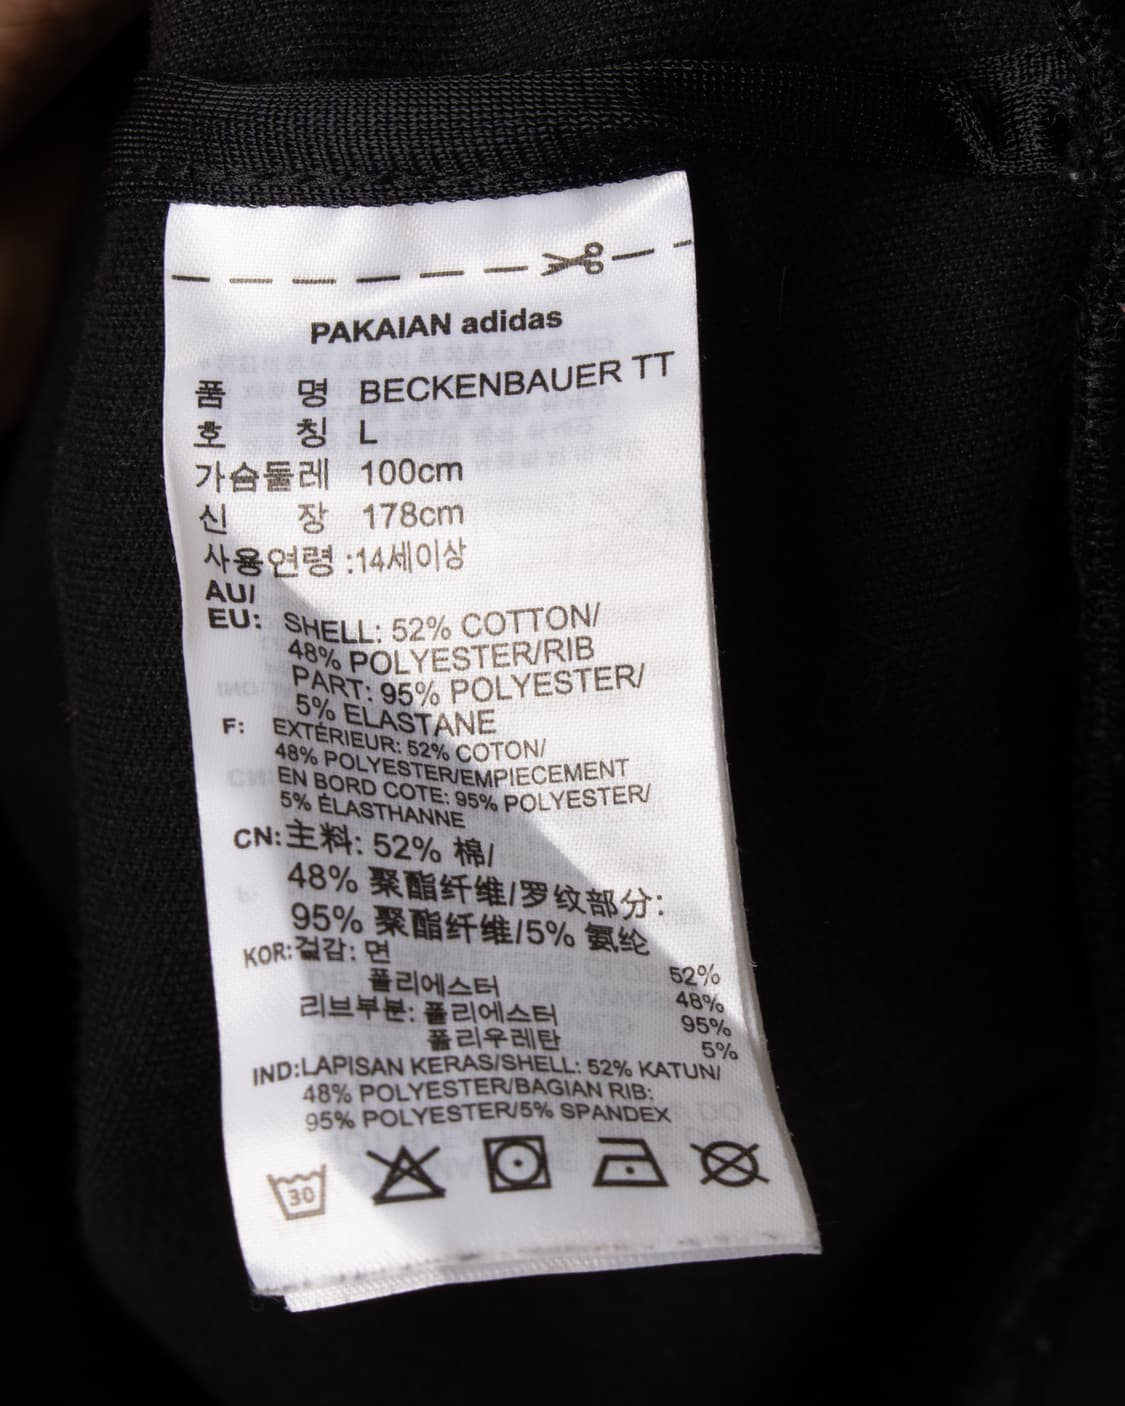 PAKAIAN adidas
품 명 BECKENBAUER TT
호 칭 L
가슴둘레 100cm
신 장 178cm
사용연령 :14세이상
AU/
EU: SHELL: 52% COTTON/
48% POLYESTER/RIB
PART: 95% POLYESTER/
5% ELASTANE
F: EXTÉRIEUR: 52% COTON/
48% POLYESTER/EMPIECEMENT
EN BORD COTE: 95% POLYESTER/
5% ÉLASTHANNE
CN:主料: 52% 棉/
48% 聚酯纤维/罗纹部分:
95% 聚酯纤维/5% 氨纶
KOR:겉감: 면 52%
폴리에스터 48%
리브부분: 폴리에스터 95%
폴리우레탄 5%
IND:LAPISAN KERAS/SHELL: 52% KATUN/
48% POLYESTER/BAGIAN RIB:
95% POLYESTER/5% SPANDEX
30